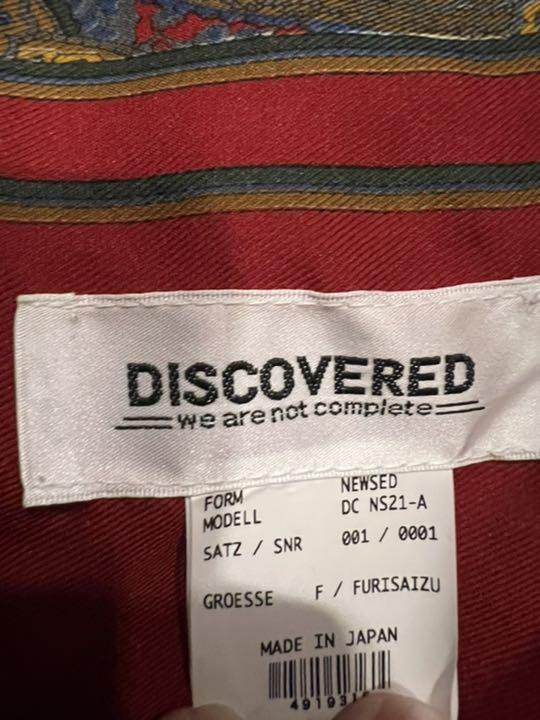 DISCOVERED
we are not complete
FORM NEWSED
MODELL DC NS21-A
SATZ / SNR 001 / 0001
GROESSE F / FURISAIZU
MADE IN JAPAN